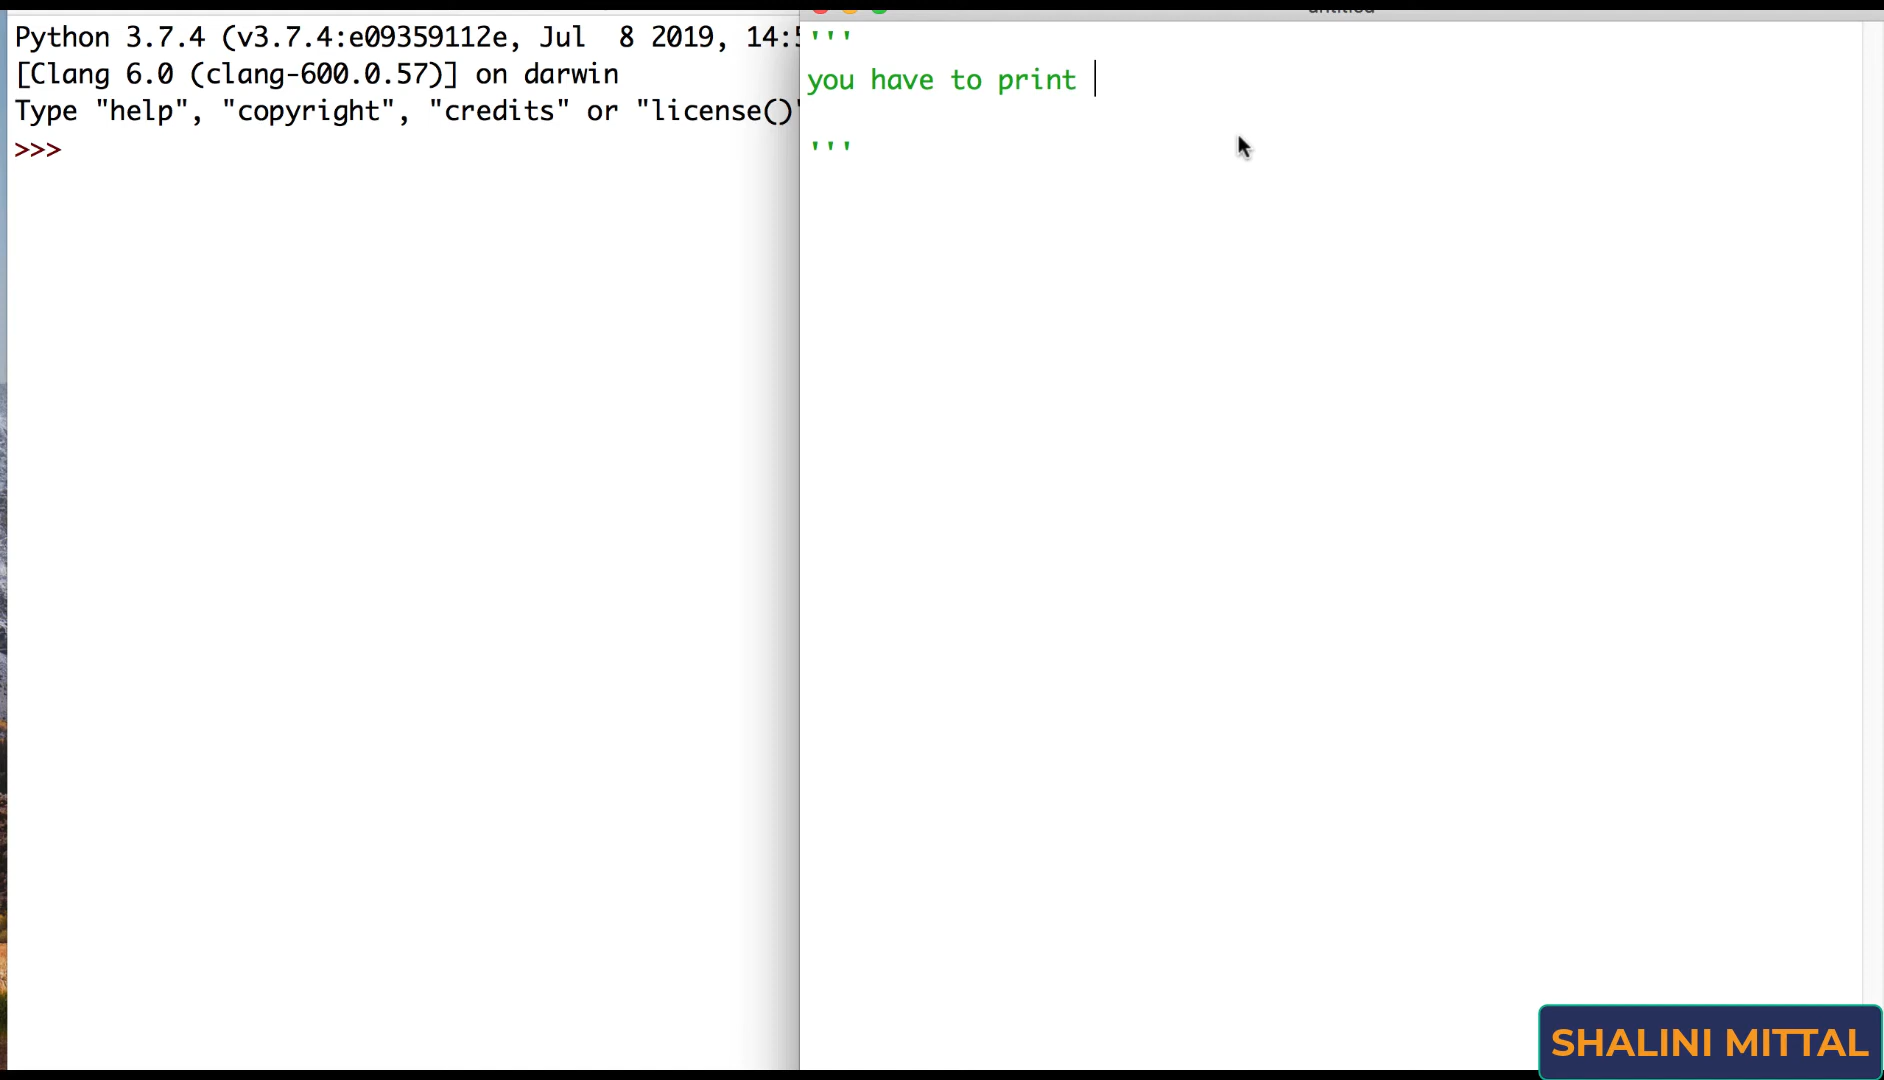 Python 3.7.4 (v3.7.4:e09359112e, Jul  8 2019, 14:
[Clang 6.0 (clang-600.0.57)] on darwin
Type "help", "copyright", "credits" or "license()
>>>
untitled
'''
you have to print
'''
SHALINI MITTAL